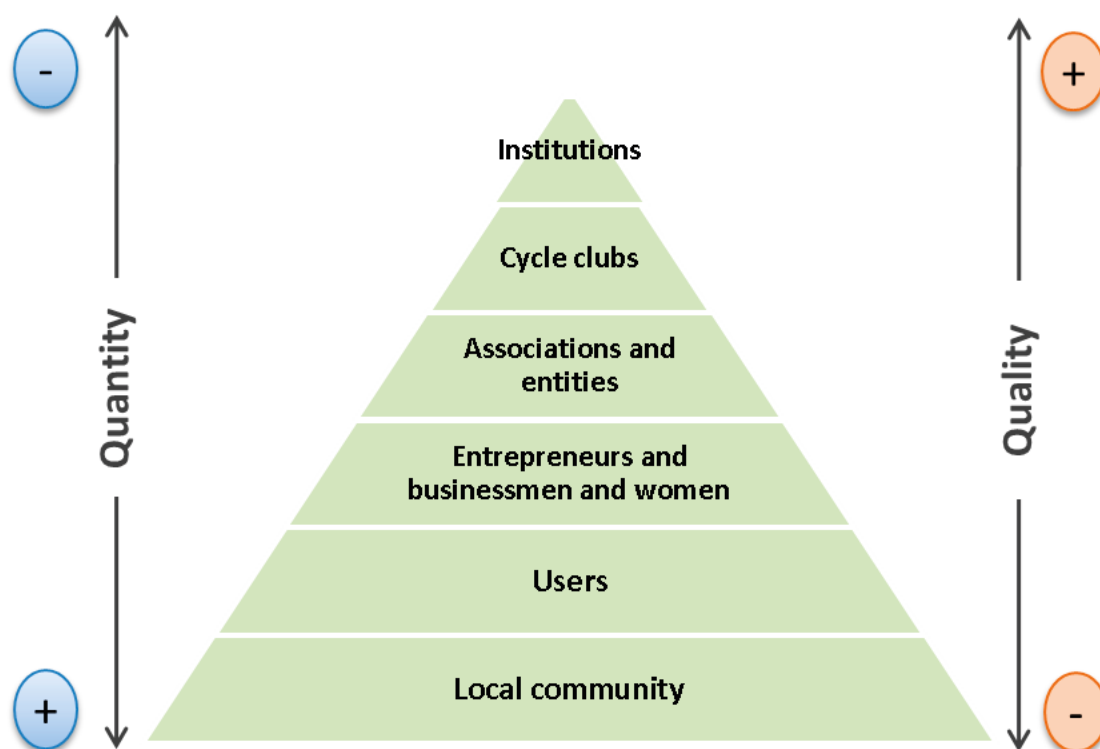 -
+
Institutions
Cycle clubs
Associations and
entities
Entrepreneurs and
businessmen and women
Users
Local community
Quantity
Quality
+
-